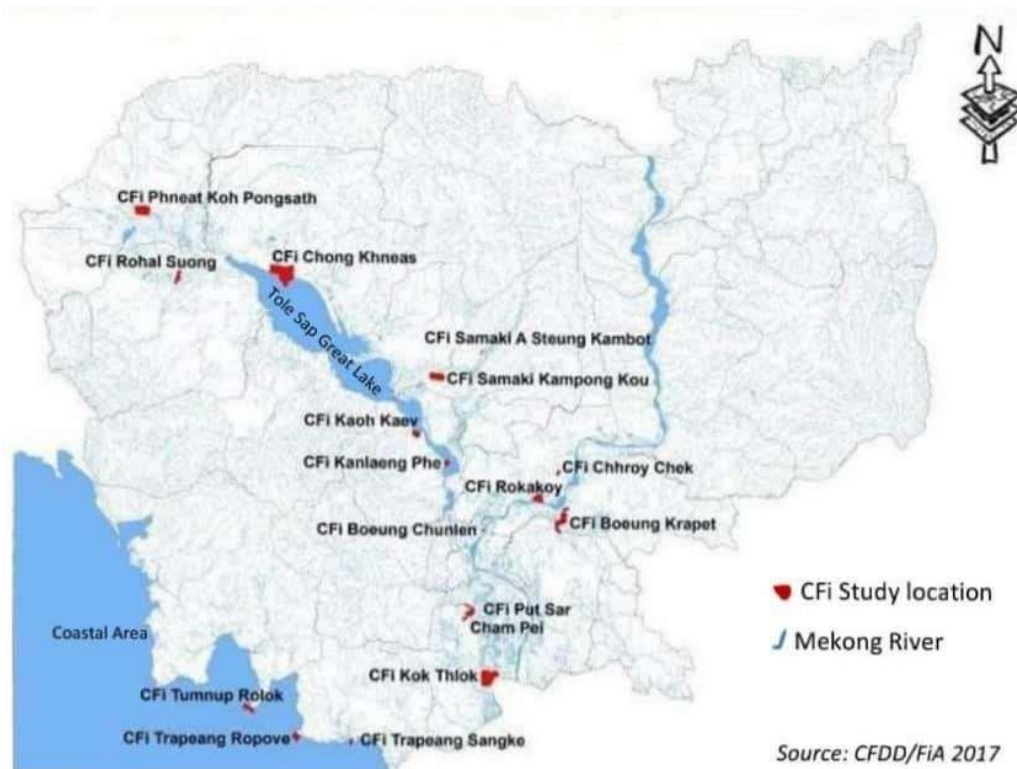 N
CFi Phneat Koh Pongsath
CFi Rohal Suong
CFi Chong Khneas
Tole Sap Great Lake
CFi Samaki A Steung Kambot
CFi Samaki Kampong Kou
CFi Kaoh Kaev
CFi Kanlaeng Phe
CFi Chhroy Chek
CFi Rokakoy
CFi Boeung Chunlen
CFi Boeung Krapet
CFi Put Sar
Cham Pei
CFi Study location
Mekong River
Coastal Area
CFi Kok Thlok
CFi Tumnup Rolok
CFi Trapeang Ropove
CFi Trapeang Sangke
Source: CFDD/FiA 2017